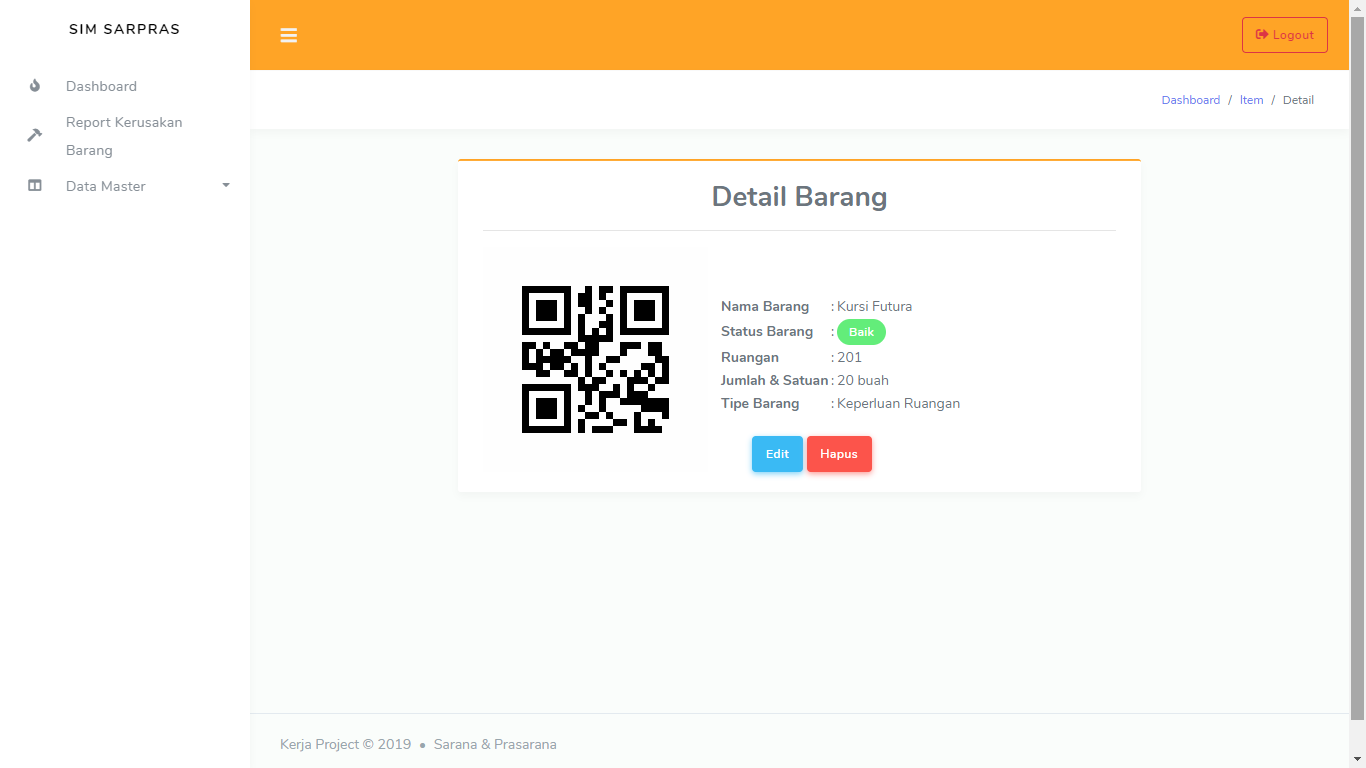 SIM SARPRAS
Logout
Dashboard
Report Kerusakan
Barang
Data Master
Dashboard / Item / Detail
Detail Barang
Nama Barang : Kursi Futura
Status Barang : Baik
Ruangan : 201
Jumlah & Satuan : 20 buah
Tipe Barang : Keperluan Ruangan
Edit Hapus
Kerja Project © 2019 • Sarana & Prasarana